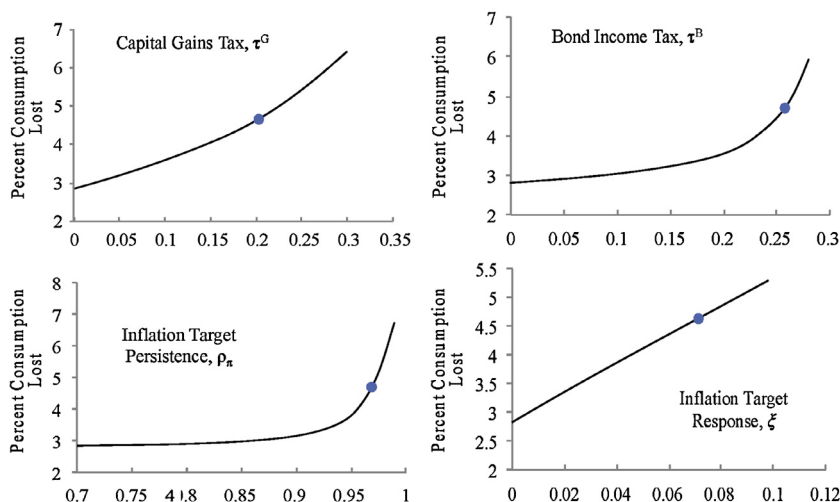 7
6
5
4
3
2
Percent Consumption
Lost
Capital Gains Tax, τᴳ
0 0.05 0.1 0.15 0.2 0.25 0.3 0.35
7
6
5
4
3
2
Percent Consumption
Lost
Bond Income Tax, τᴮ
0 0.05 0.1 0.15 0.2 0.25 0.3
8
7
6
5
4
3
2
Percent Consumption
Lost
Inflation Target
Persistence, ρπ
0.7 0.75 4).8 0.85 0.9 0.95 1
5.5
5
4.5
4
3.5
3
2.5
2
Percent Consumption
Lost
Inflation Target
Response, ξ
0 0.02 0.04 0.06 0.08 0.1 0.12